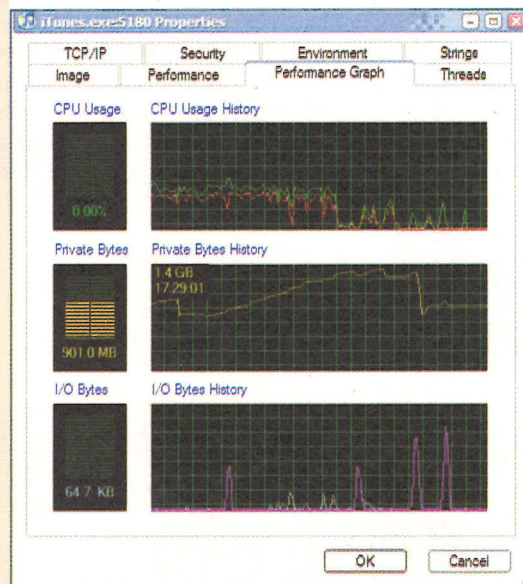 iTunes.exe:5180 Properties
TCP/IP Security Environment Strings
Image Performance Performance Graph Threads
CPU Usage CPU Usage History
0.00%
Private Bytes Private Bytes History
1.4 GB
17:29:01
901.0 MB
I/O Bytes I/O Bytes History
64.7 KB
OK Cancel